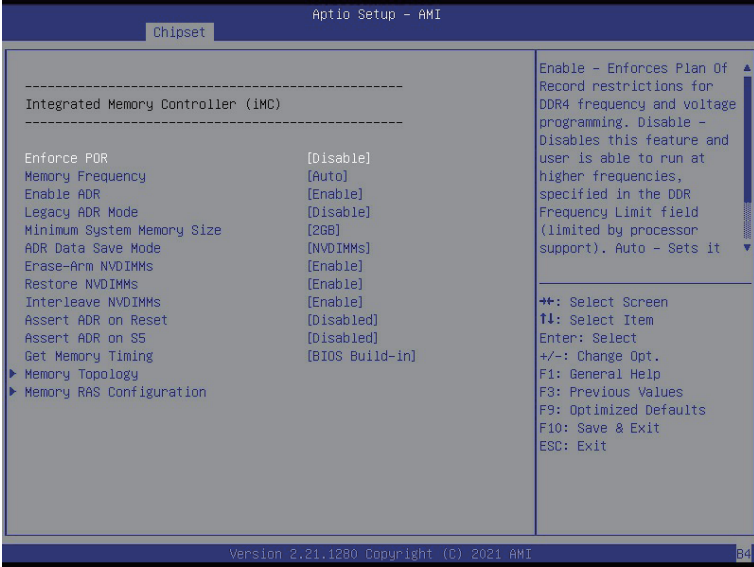 Aptio Setup – AMI
Chipset
------------------------------------------------
Integrated Memory Controller (iMC)
------------------------------------------------
Enforce POR [Disable]
Memory Frequency [Auto]
Enable ADR [Enable]
Legacy ADR Mode [Disable]
Minimum System Memory Size [2GB]
ADR Data Save Mode [NVDIMMs]
Erase-Arm NVDIMMs [Enable]
Restore NVDIMMs [Enable]
Interleave NVDIMMs [Enable]
Assert ADR on Reset [Disabled]
Assert ADR on S5 [Disabled]
Get Memory Timing [BIOS Build-in]
Memory Topology
Memory RAS Configuration
Enable – Enforces Plan Of
Record restrictions for
DDR4 frequency and voltage
programming. Disable –
Disables this feature and
user is able to run at
higher frequencies,
specified in the DDR
Frequency Limit field
(limited by processor
support). Auto – Sets it
→←: Select Screen
↑↓: Select Item
Enter: Select
+/-: Change Opt.
F1: General Help
F3: Previous Values
F9: Optimized Defaults
F10: Save & Exit
ESC: Exit
Version 2.21.1280 Copyright (C) 2021 AMI
B4